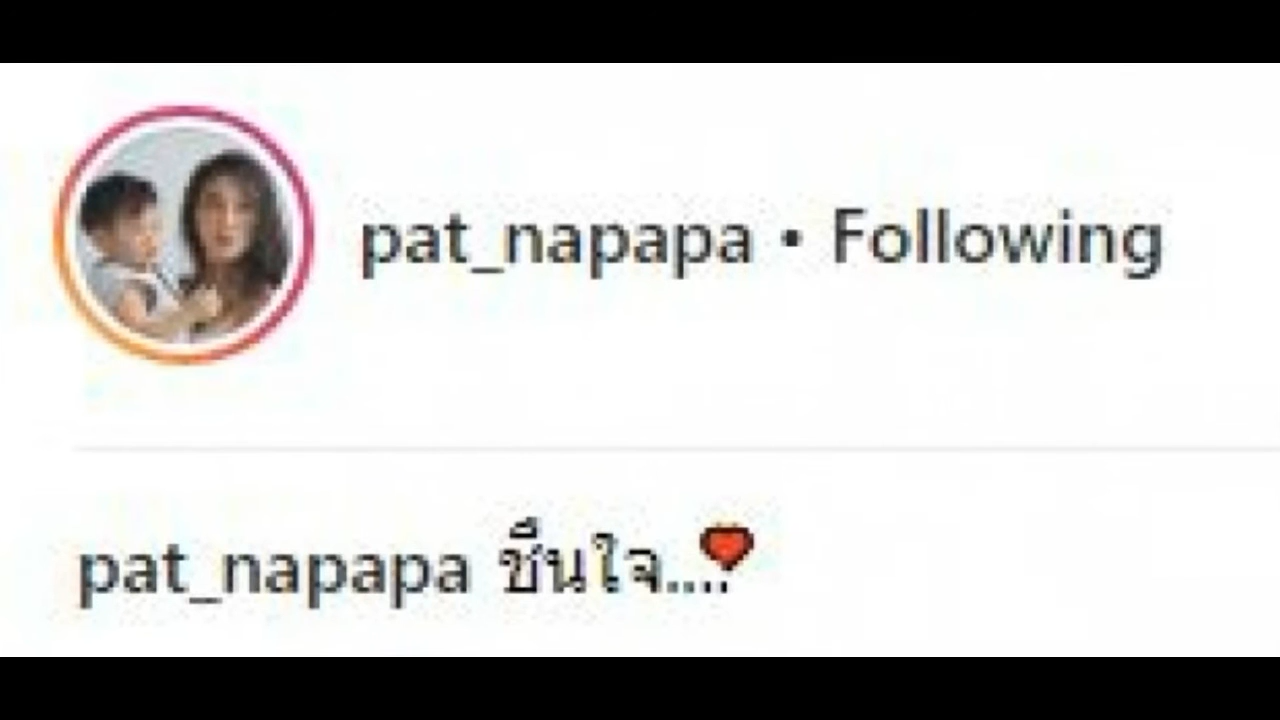 pat_napapa • Following
pat_napapa ชื่นใจ....❣